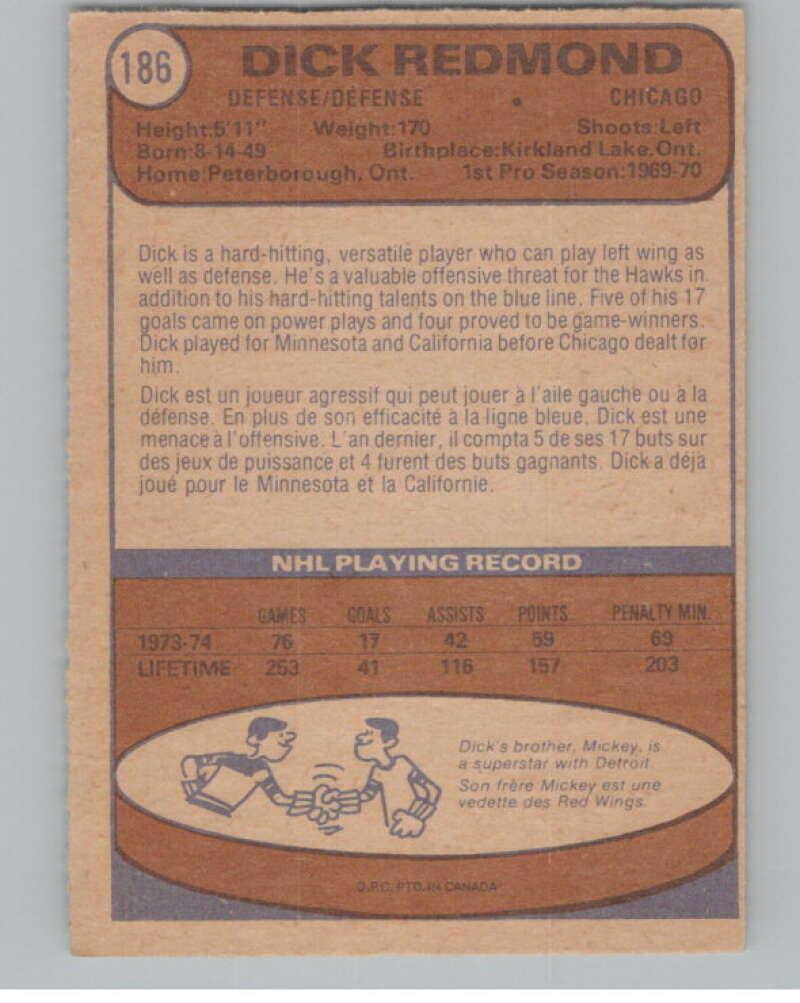 186
DICK REDMOND
DEFENSE/DÉFENSE • CHICAGO
Height:5'11" Weight:170 Shoots:Left
Born:8-14-49 Birthplace:Kirkland Lake,Ont.
Home:Peterborough, Ont. 1st Pro Season:1969-70
Dick is a hard-hitting, versatile player who can play left wing as
well as defense. He's a valuable offensive threat for the Hawks in
addition to his hard-hitting talents on the blue line. Five of his 17
goals came on power plays and four proved to be game-winners.
Dick played for Minnesota and California before Chicago dealt for
him.
Dick est un joueur agressif qui peut jouer à l'aile gauche ou à la
défense. En plus de son efficacité à la ligne bleue, Dick est une
menace à l'offensive. L'an dernier, il compta 5 de ses 17 buts sur
des jeux de puissance et 4 furent des buts gagnants. Dick a déjà
joué pour le Minnesota et la Californie.
NHL PLAYING RECORD
GAMES GOALS ASSISTS POINTS PENALTY MIN.
1973-74 76 17 42 59 69
LIFETIME 253 41 116 157 203
Dick's brother, Mickey, is
a superstar with Detroit.
Son frère Mickey est une
vedette des Red Wings.
O.P.C. PTD. IN CANADA